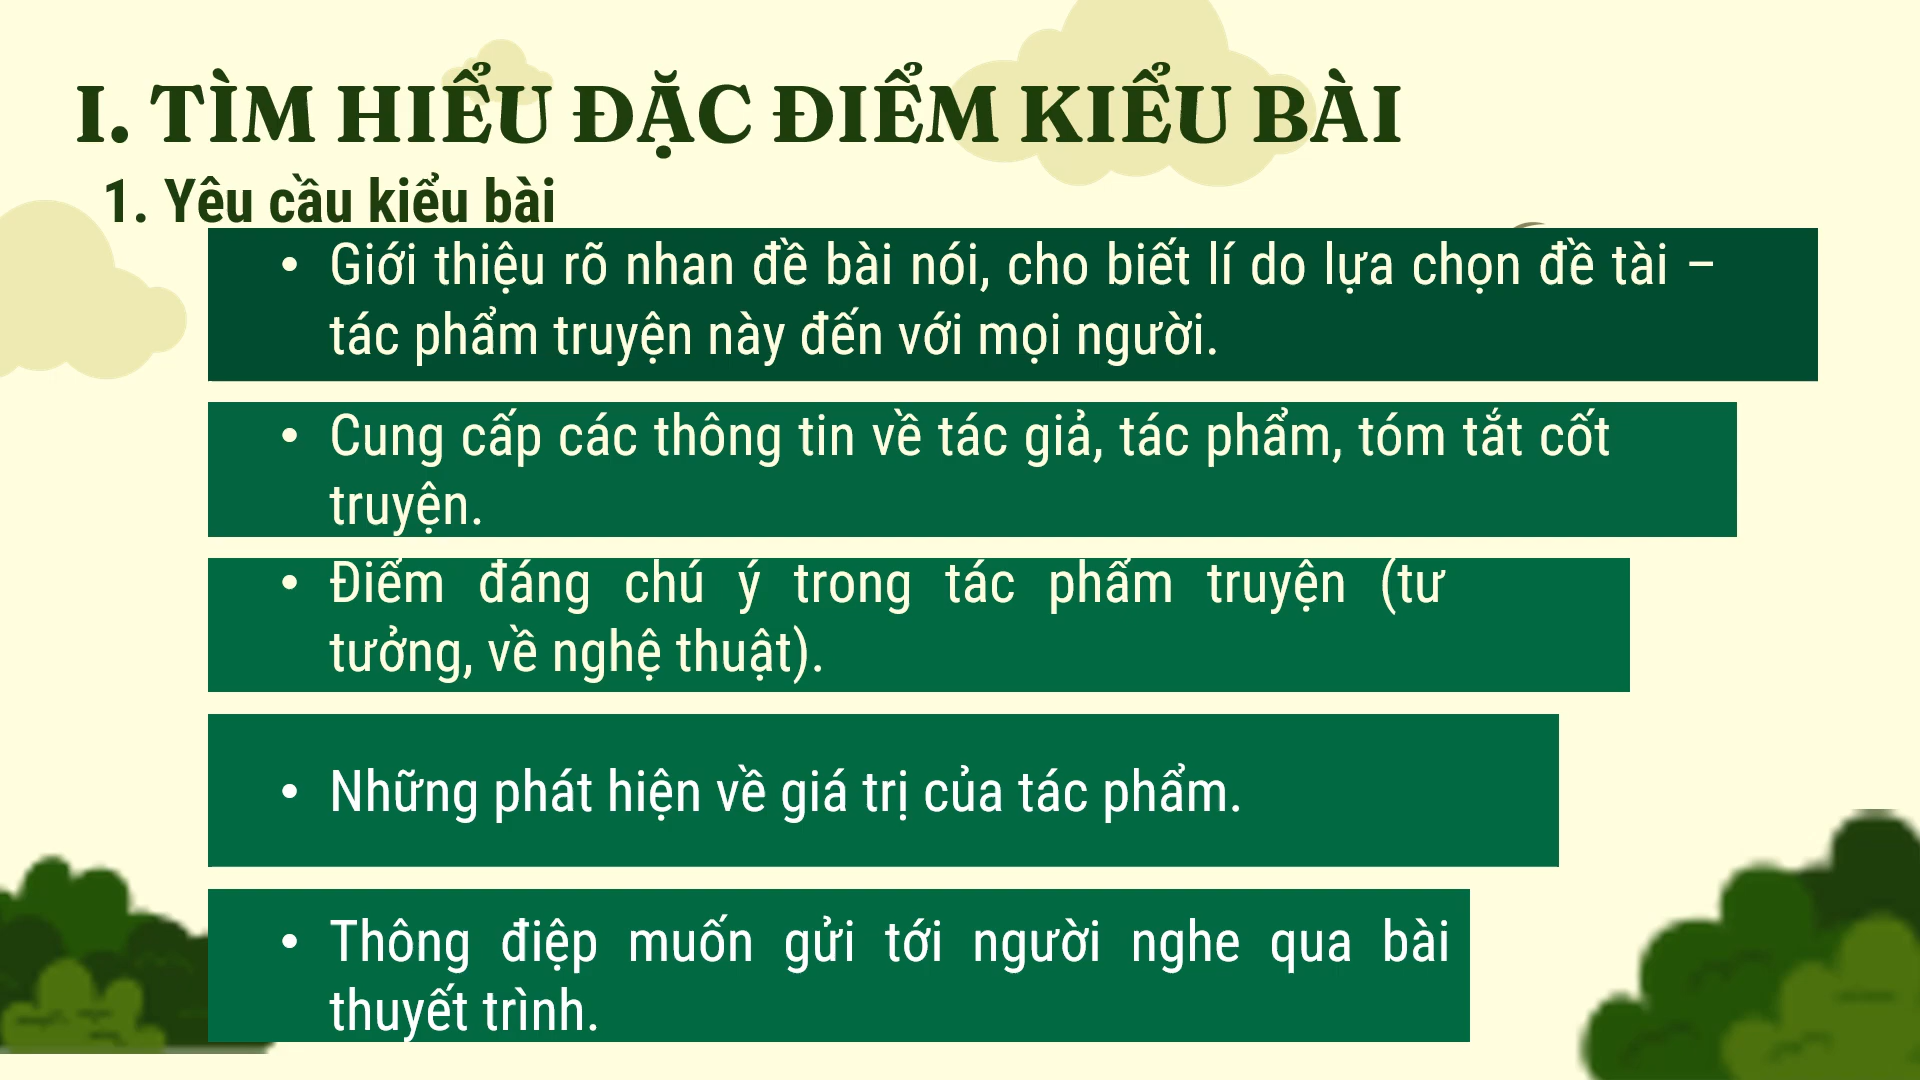 I. TÌM HIỂU ĐẶC ĐIỂM KIỂU BÀI
1. Yêu cầu kiểu bài
• Giới thiệu rõ nhan đề bài nói, cho biết lí do lựa chọn đề tài –
tác phẩm truyện này đến với mọi người.
• Cung cấp các thông tin về tác giả, tác phẩm, tóm tắt cốt
truyện.
• Điểm đáng chú ý trong tác phẩm truyện (tư
tưởng, về nghệ thuật).
• Những phát hiện về giá trị của tác phẩm.
• Thông điệp muốn gửi tới người nghe qua bài
thuyết trình.